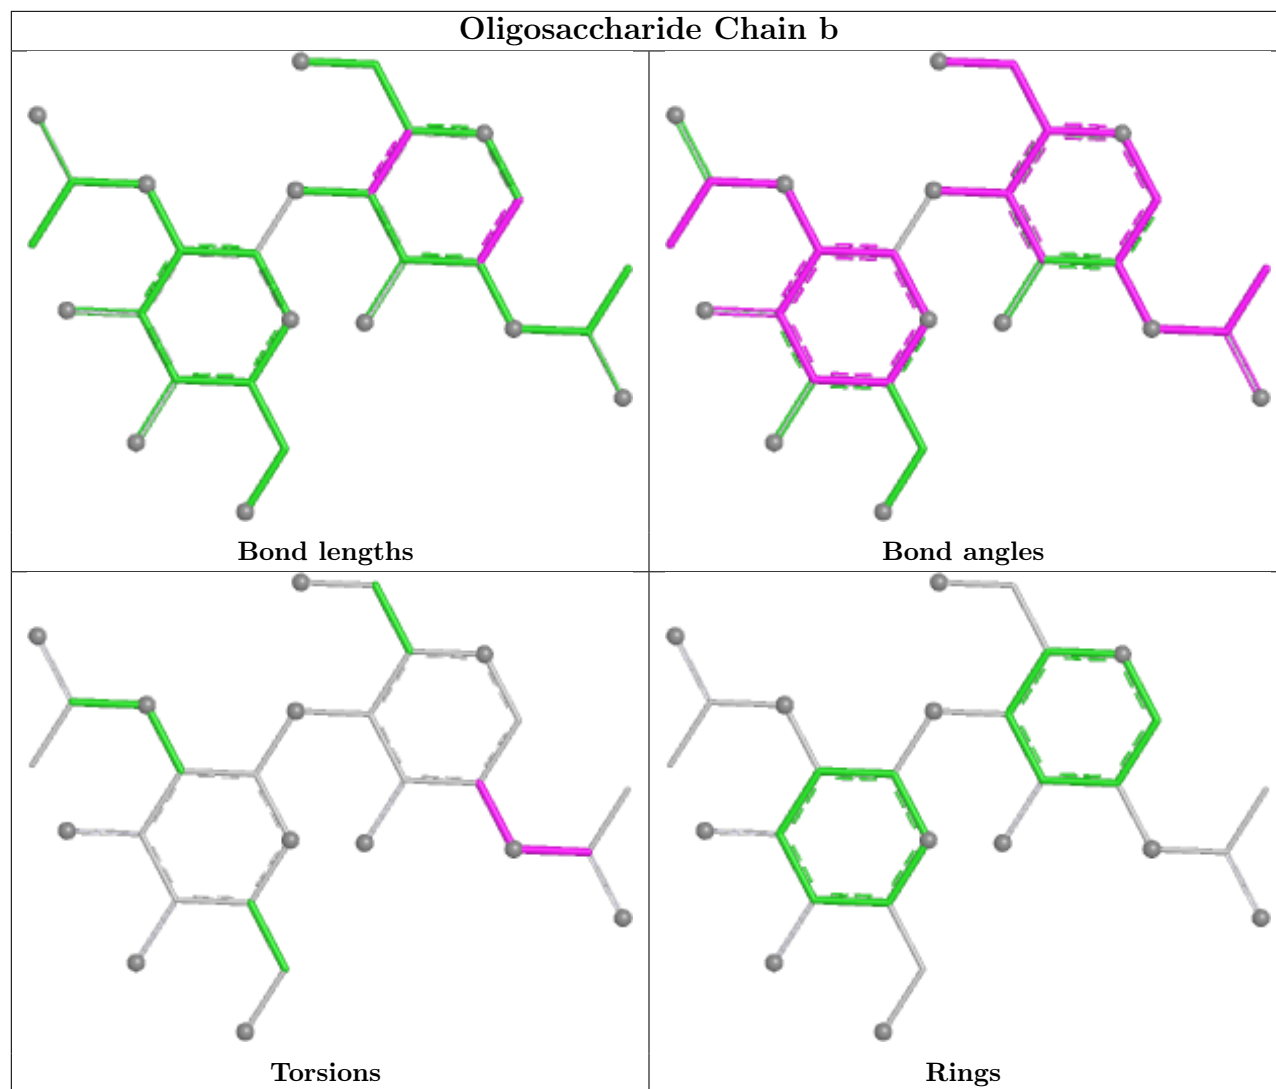 Oligosaccharide Chain b
Bond lengths
Bond angles
Torsions
Rings